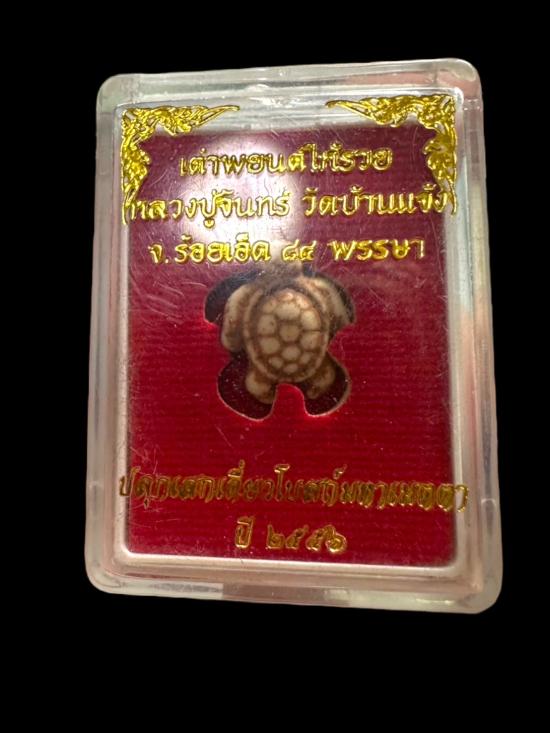 เต่าพยนต์ไห้รวย
หลวงปู่จันทร์ วัดบ้านแจ้ง
จ.ร้อยเอ็ด ๘๔ พรรษา
ปลุกเสกเดี่ยวโบสถ์มหาเมตตา
ปี ๒๕๕๖